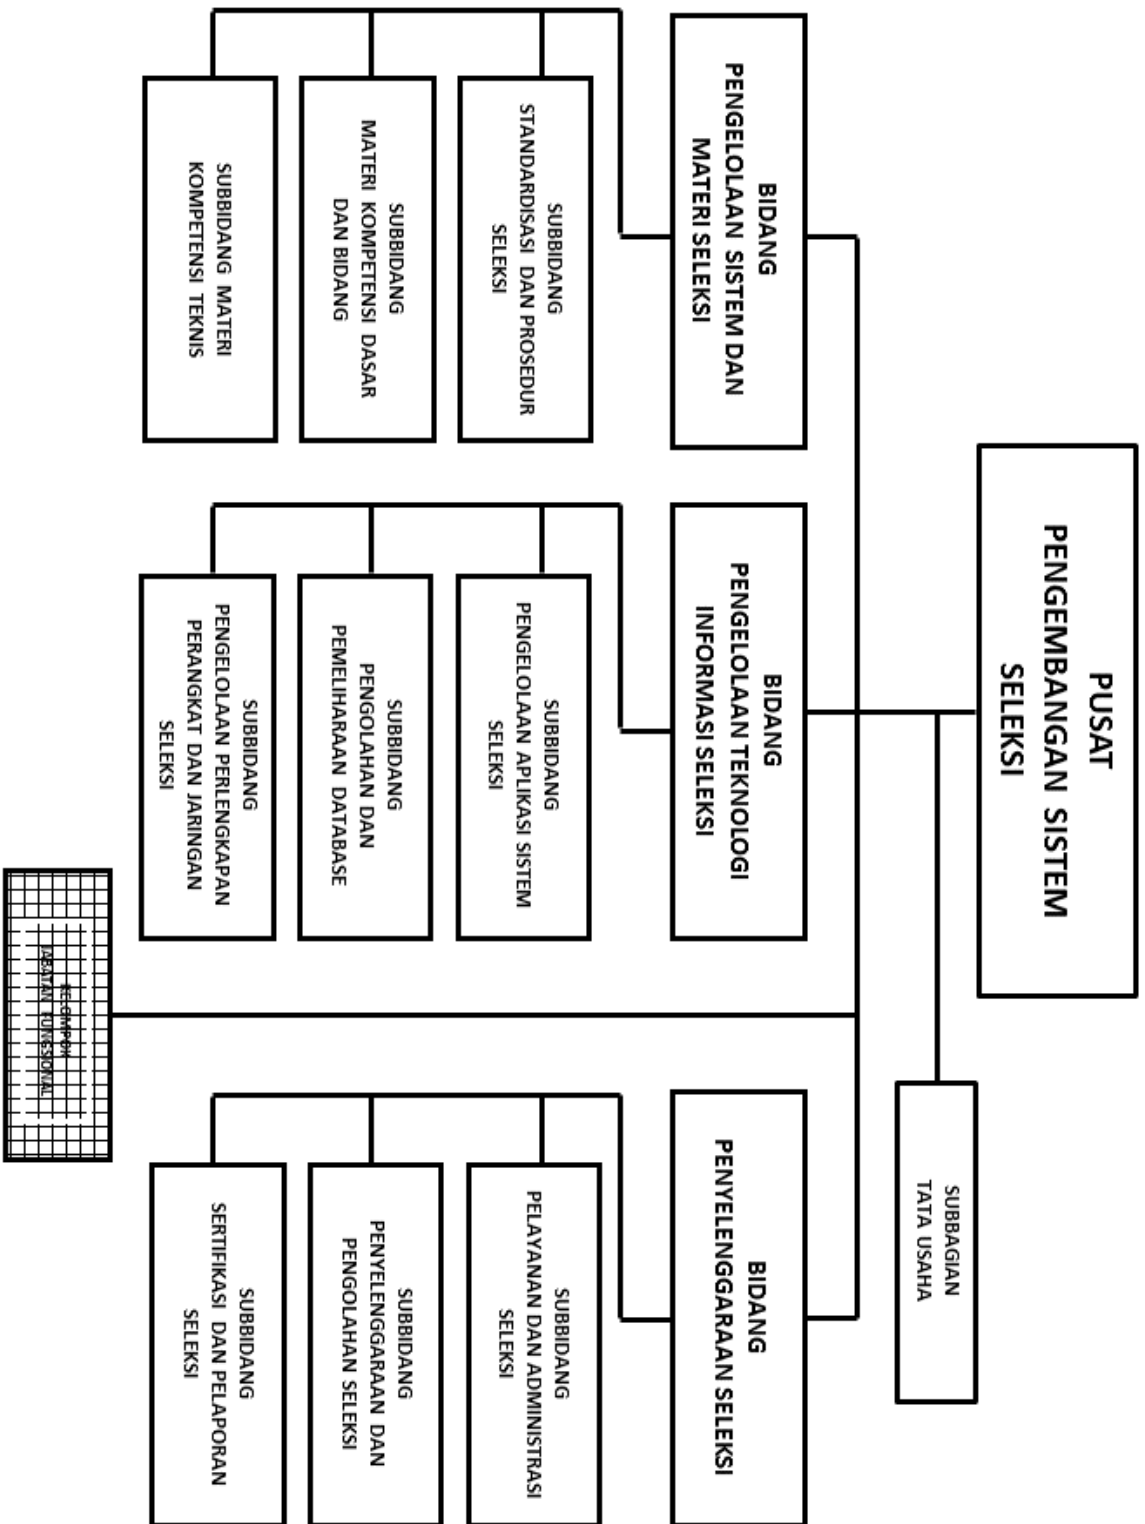 PUSAT
PENGEMBANGAN SISTEM
SELEKSI
SUBBAGIAN
TATA USAHA
BIDANG
PENGELOLAAN SISTEM DAN
MATERI SELEKSI
SUBBIDANG
STANDARDISASI DAN PROSEDUR
SELEKSI
SUBBIDANG
MATERI KOMPETENSI DASAR
DAN BIDANG
SUBBIDANG MATERI
KOMPETENSI TEKNIS
BIDANG
PENGELOLAAN TEKNOLOGI
INFORMASI SELEKSI
SUBBIDANG
PENGELOLAAN APLIKASI SISTEM
SELEKSI
SUBBIDANG
PENGOLAHAN DAN
PEMELIHARAAN DATABASE
SUBBIDANG
PENGELOLAAN PERLENGKAPAN
PERANGKAT DAN JARINGAN
SELEKSI
BIDANG
PENYELENGGARAAN SELEKSI
SUBBIDANG
PELAYANAN DAN ADMINISTRASI
SELEKSI
SUBBIDANG
PENYELENGGARAAN DAN
PENGOLAHAN SELEKSI
SUBBIDANG
SERTIFIKASI DAN PELAPORAN
SELEKSI
KELOMPOK
JABATAN FUNGSIONAL